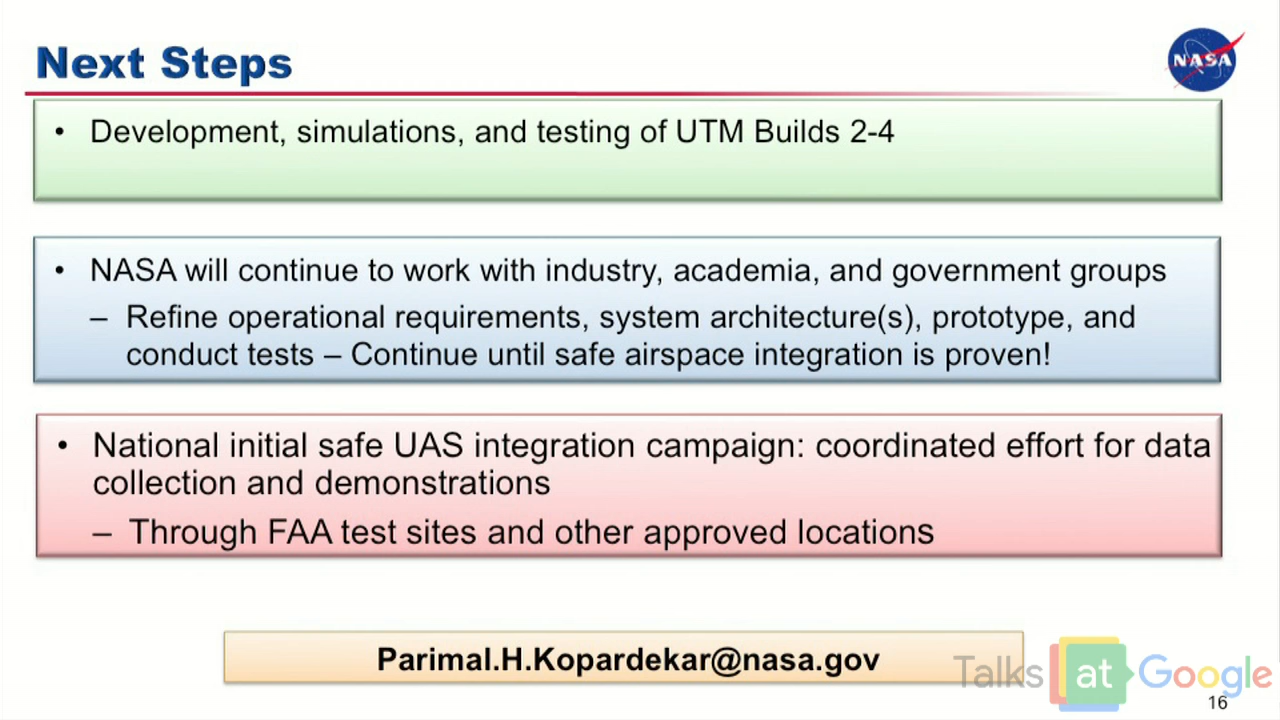 Next Steps
NASA
• Development, simulations, and testing of UTM Builds 2-4
• NASA will continue to work with industry, academia, and government groups
– Refine operational requirements, system architecture(s), prototype, and
conduct tests – Continue until safe airspace integration is proven!
• National initial safe UAS integration campaign: coordinated effort for data
collection and demonstrations
– Through FAA test sites and other approved locations
Parimal.H.Kopardekar@nasa.gov
Talks at Google
16